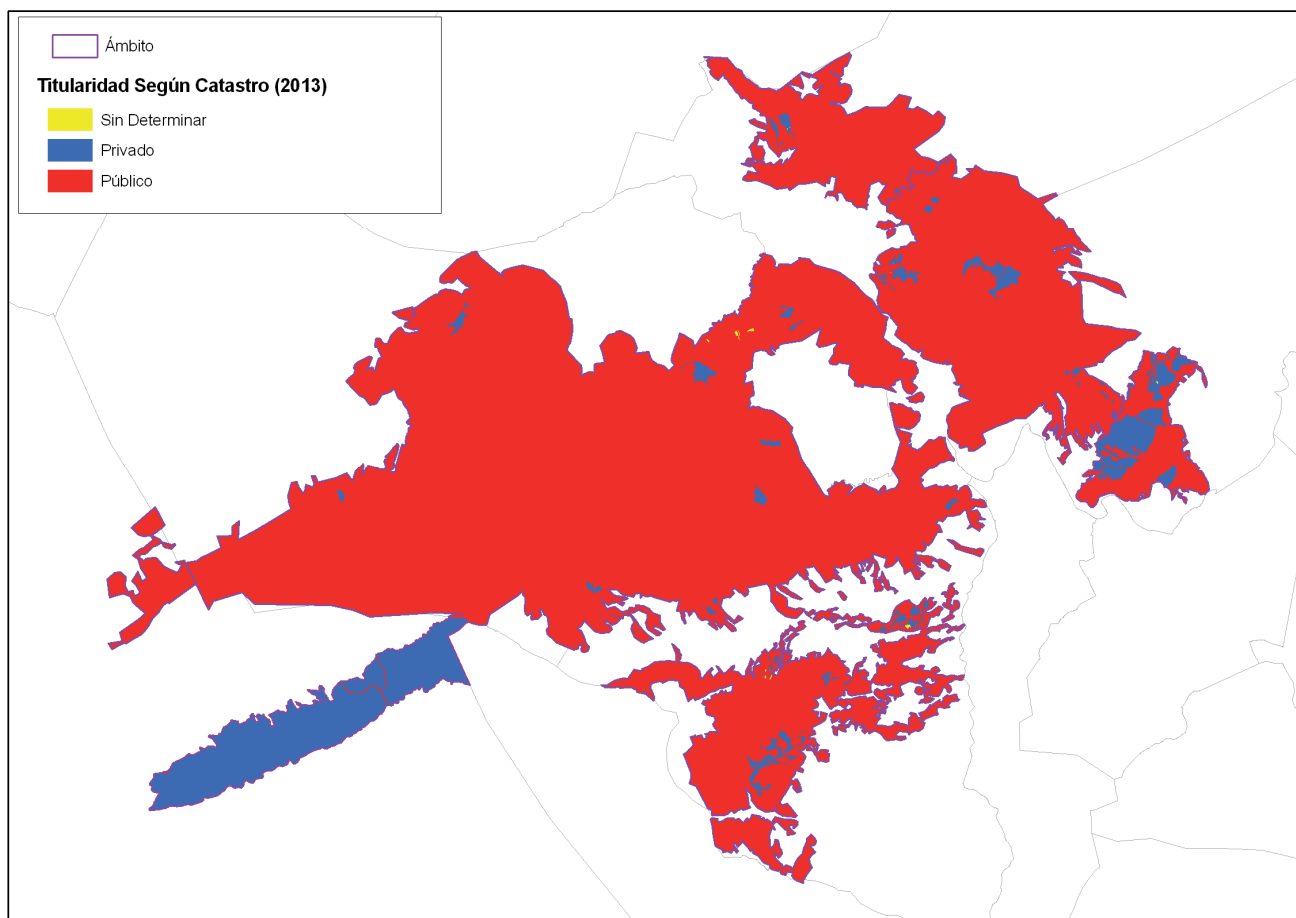 Ámbito
Titularidad Según Catastro (2013)
Sin Determinar
Privado
Público